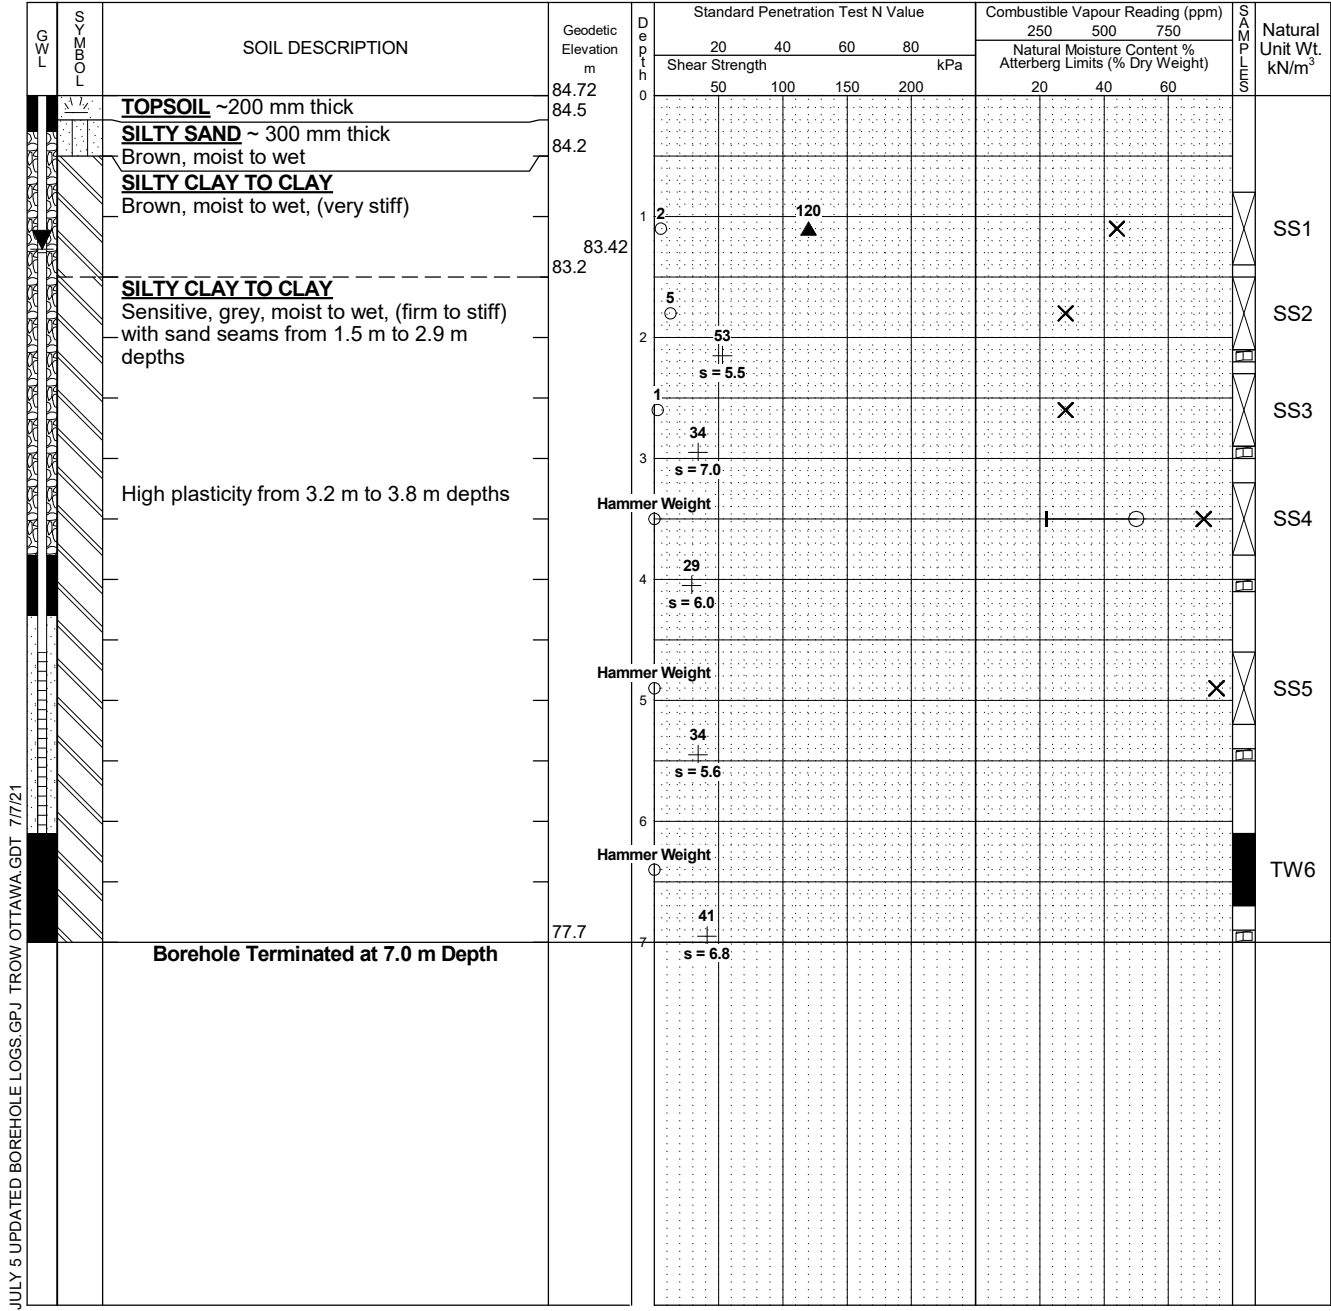 GWL
SYMBOL
SOIL DESCRIPTION
Geodetic
Elevation
m
Depth
Standard Penetration Test N Value
20 40 60 80
Shear Strength kPa
50 100 150 200
Combustible Vapour Reading (ppm)
250 500 750
Natural Moisture Content %
Atterberg Limits (% Dry Weight)
20 40 60
SAMPLES
Natural
Unit Wt.
kN/m³
84.72
0
TOPSOIL ~200 mm thick
84.5
SILTY SAND ~ 300 mm thick
84.2
Brown, moist to wet
SILTY CLAY TO CLAY
Brown, moist to wet, (very stiff)
1
2
120
SS1
83.42
83.2
SILTY CLAY TO CLAY
Sensitive, grey, moist to wet, (firm to stiff)
with sand seams from 1.5 m to 2.9 m
depths
5
SS2
2
53
s = 5.5
1
SS3
34
3
s = 7.0
High plasticity from 3.2 m to 3.8 m depths
Hammer Weight
SS4
29
4
s = 6.0
Hammer Weight
SS5
5
34
s = 5.6
6
Hammer Weight
TW6
41
77.7
7
s = 6.8
Borehole Terminated at 7.0 m Depth
JULY 5 UPDATED BOREHOLE LOGS.GPJ TROW OTTAWA.GDT 7/7/21